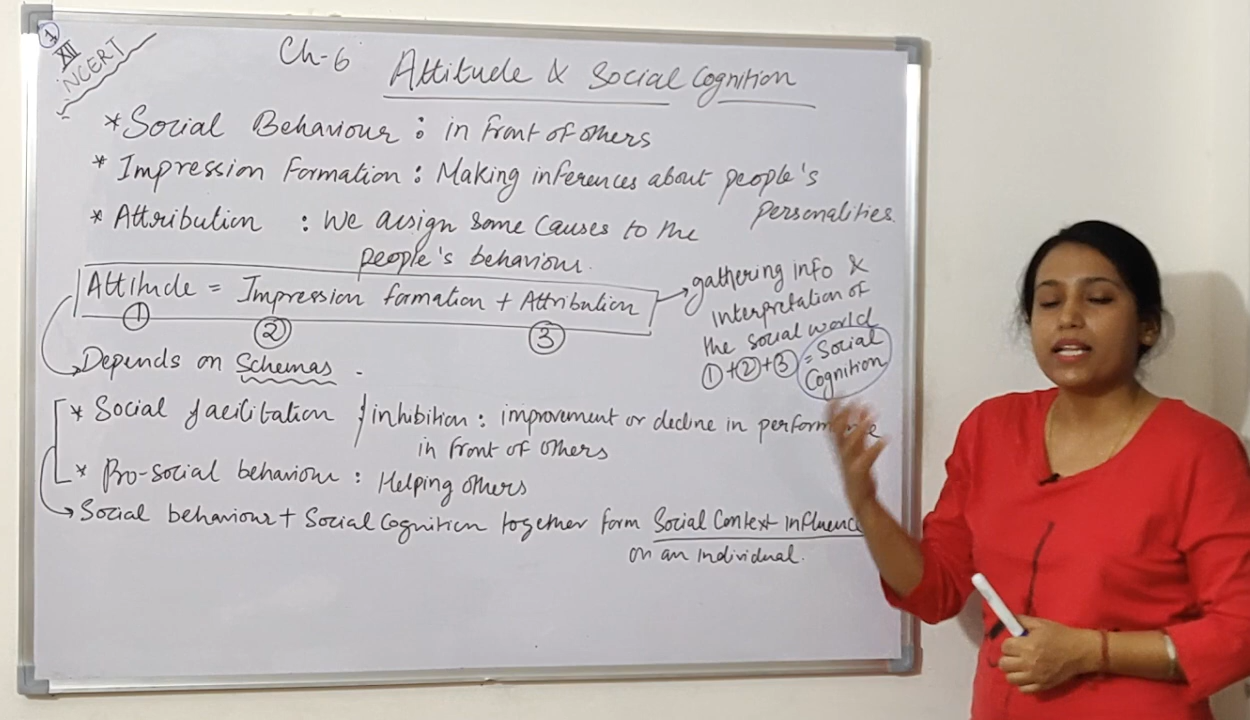 1
XII
NCERT
Ch-6 Attitude & Social Cognition
* Social Behaviour : in front of others
* Impression Formation : Making inferences about people's
personalities.
* Attribution : We assign some causes to the
people's behaviour.
Attitude = Impression formation + Attribution
1 2 3
gathering info &
interpretation of
the social world
1 + 2 + 3 = Social
Cognition
Depends on Schemas .
* Social facilitation / inhibition : improvement or decline in
in front of others
* Pro-social behaviour : Helping others
Social behaviour + Social Cognition together form Social Context
on an individual.